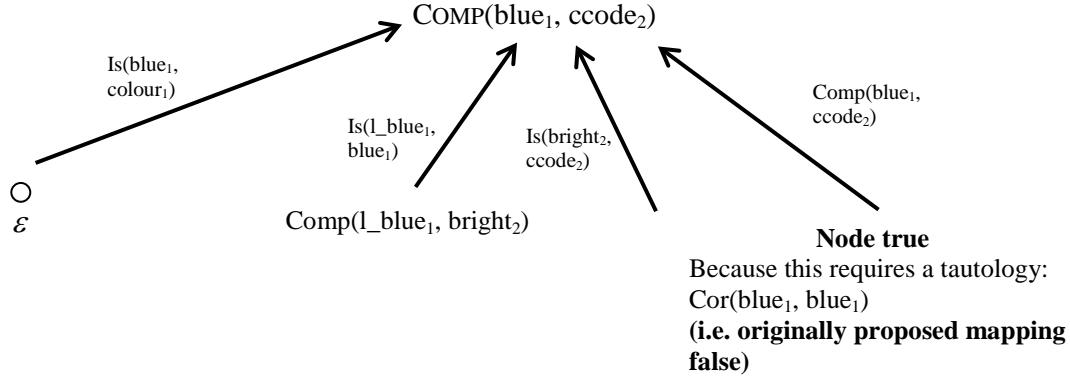 COMP(blue₁, ccode₂)
Is(blue₁,
colour₁)
Is(l_blue₁,
blue₁)
Is(bright₂,
ccode₂)
Comp(blue₁,
ccode₂)
ε
Comp(l_blue₁, bright₂)
Node true
Because this requires a tautology:
Cor(blue₁, blue₁)
(i.e. originally proposed mapping
false)